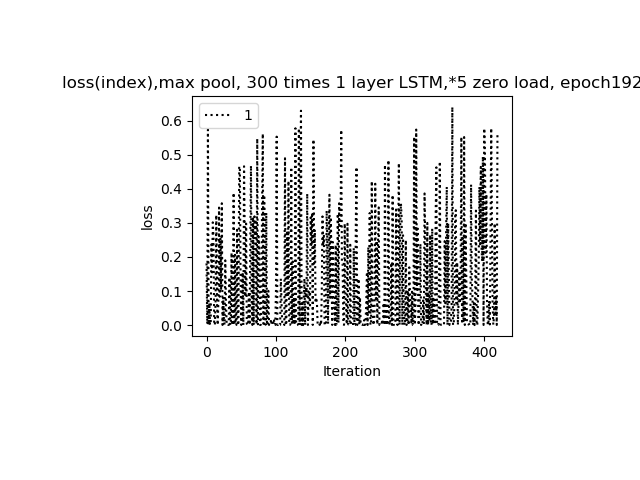 loss(index),max pool, 300 times 1 layer LSTM,*5 zero load, epoch192
1
0.6
0.5
0.4
0.3
0.2
0.1
0.0
loss
0 100 200 300 400
Iteration